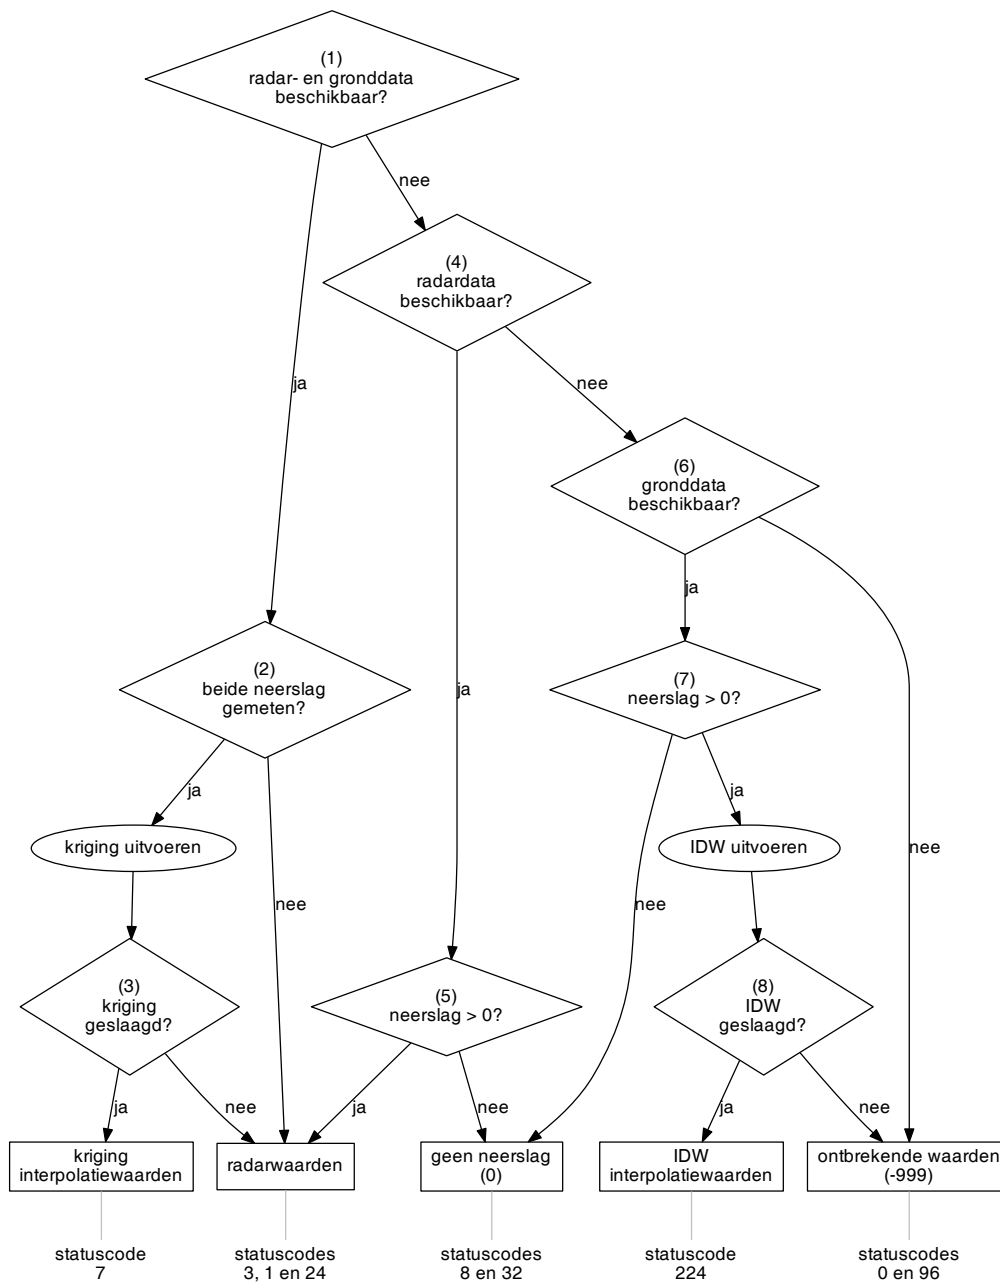 (1)
radar- en gronddata
beschikbaar?
nee
(4)
radardata
beschikbaar?
ja
nee
(6)
gronddata
beschikbaar?
ja
(2)
beide neerslag
gemeten?
ja
(7)
neerslag > 0?
ja
ja
kriging uitvoeren
IDW uitvoeren
nee
nee
nee
(3)
kriging
geslaagd?
(5)
neerslag > 0?
(8)
IDW
geslaagd?
ja
nee
ja
nee
ja
nee
kriging
interpolatiewaarden
radarwaarden
geen neerslag
(0)
IDW
interpolatiewaarden
ontbrekende waarden
(-999)
statuscode
7
statuscodes
3, 1 en 24
statuscodes
8 en 32
statuscode
224
statuscodes
0 en 96